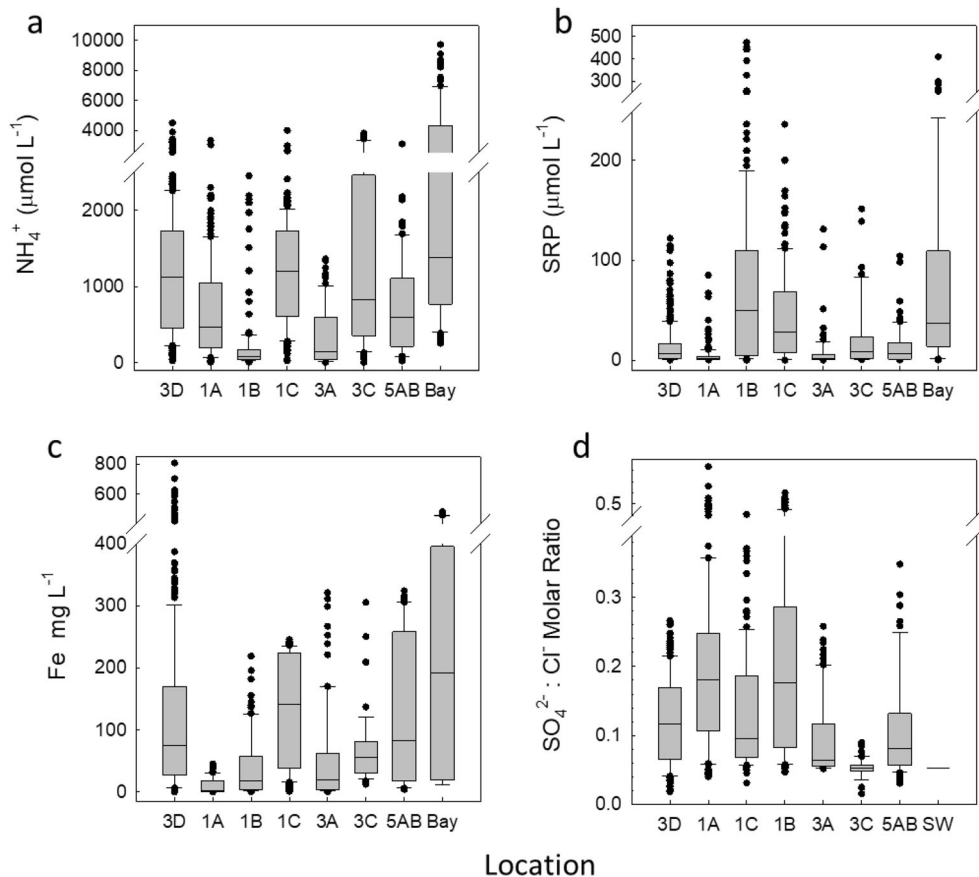 a
NH₄⁺ (μmol L⁻¹)
10000
8000
6000
4000
2000
1000
0
3D 1A 1B 1C 3A 3C 5AB Bay
b
SRP (μmol L⁻¹)
500
400
300
200
100
0
3D 1A 1B 1C 3A 3C 5AB Bay
c
Fe mg L⁻¹
800
600
400
300
200
100
0
3D 1A 1B 1C 3A 3C 5AB Bay
d
SO₄²⁻ : Cl⁻ Molar Ratio
0.5
0.3
0.2
0.1
0.0
3D 1A 1C 1B 3A 3C 5AB SW
Location